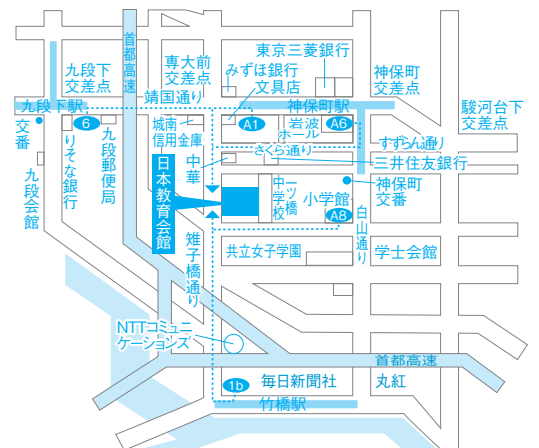 首都高速
九段下
交差点
専大前
交差点
東京三菱銀行
みずほ銀行
文具店
神保町
交差点
駿河台下
交差点
靖国通り
九段下駅
神保町駅
交番
6
りそな銀行
九段郵便局
城南
信用金庫
A1
岩波
ホール
A6
すずらん通り
さくら通り
三井住友銀行
九段会館
日本教育会館
中華
一ツ橋
中学校
小学館
神保町
交番
A8
白山通り
雉子橋通り
共立女子学園
学士会館
NTTコミュニ
ケーションズ
首都高速
1b
毎日新聞社
丸紅
竹橋駅